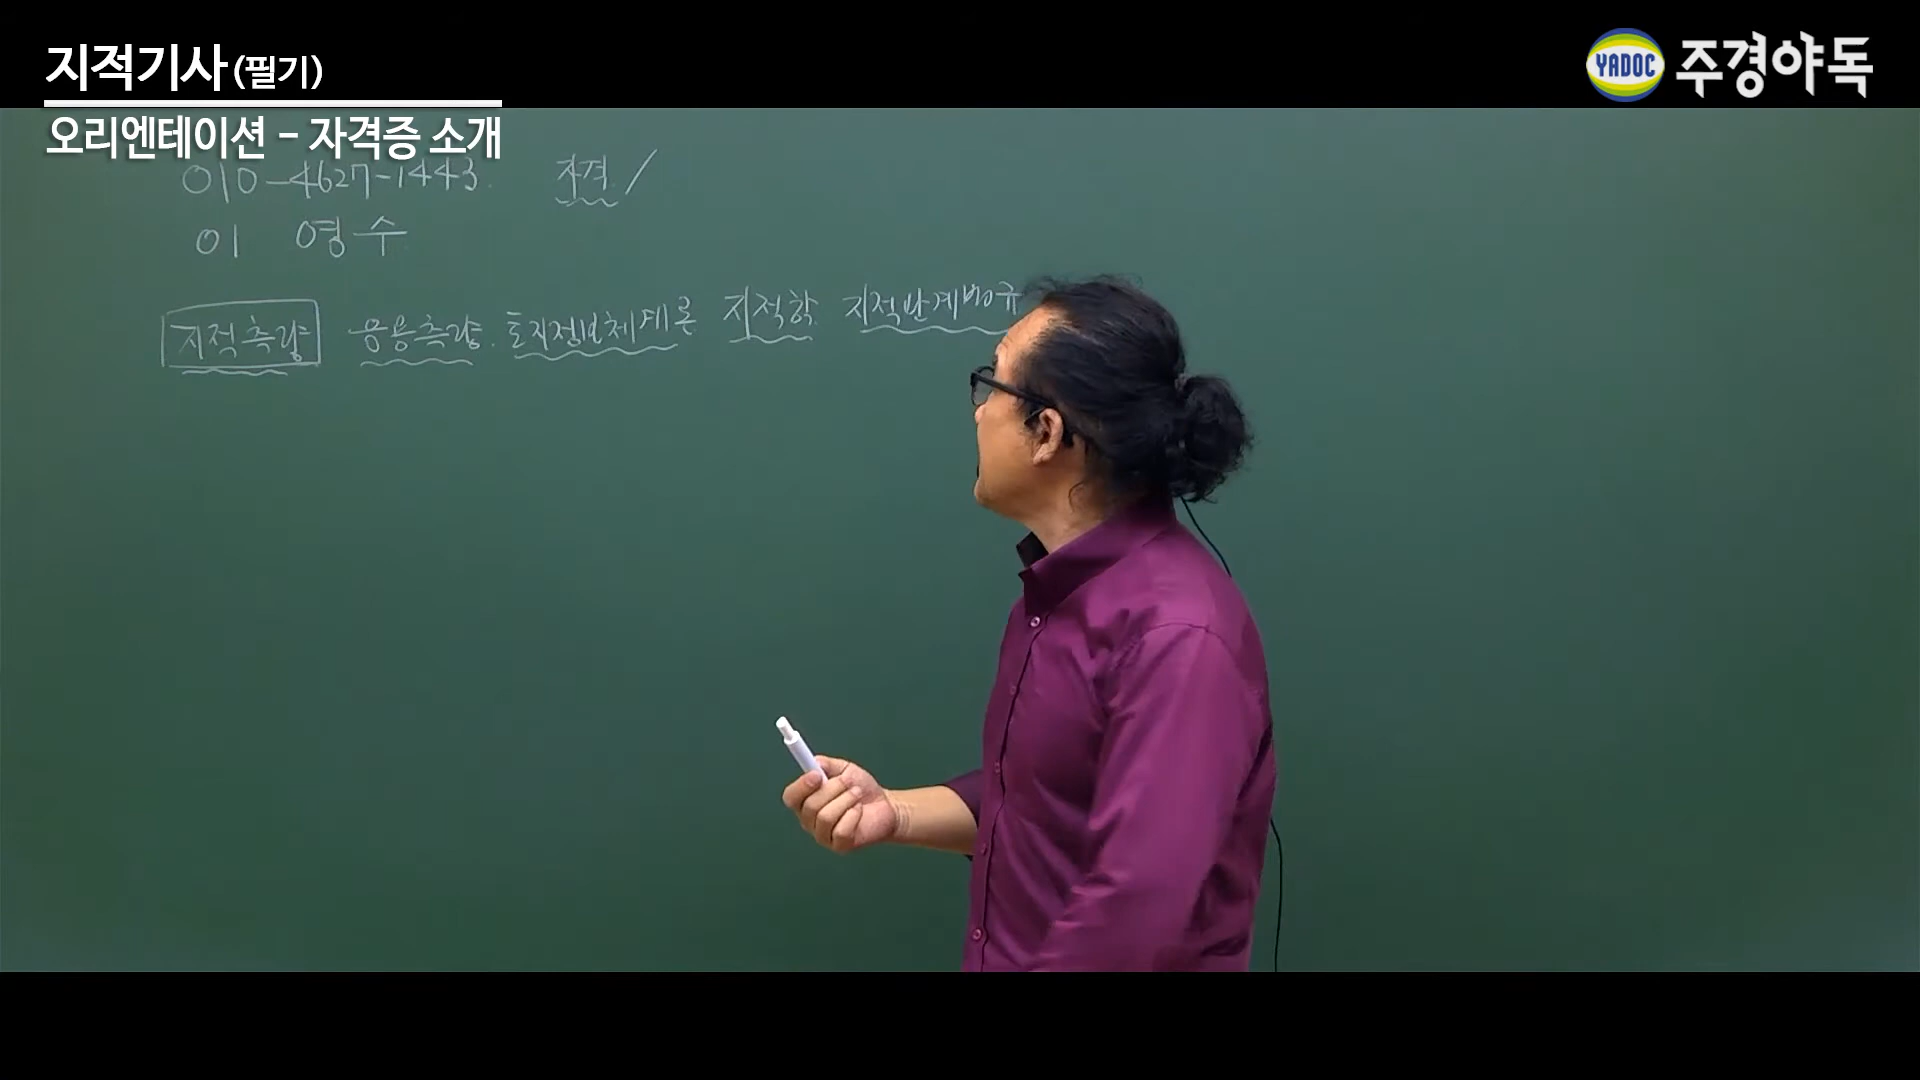 지적기사(필기)
YADOC 주경야독
오리엔테이션 - 자격증 소개
010-4627-1443. 자격 /
이 영수
지적측량 응용측량. 토지정보체계론 지적학 지적관계법규